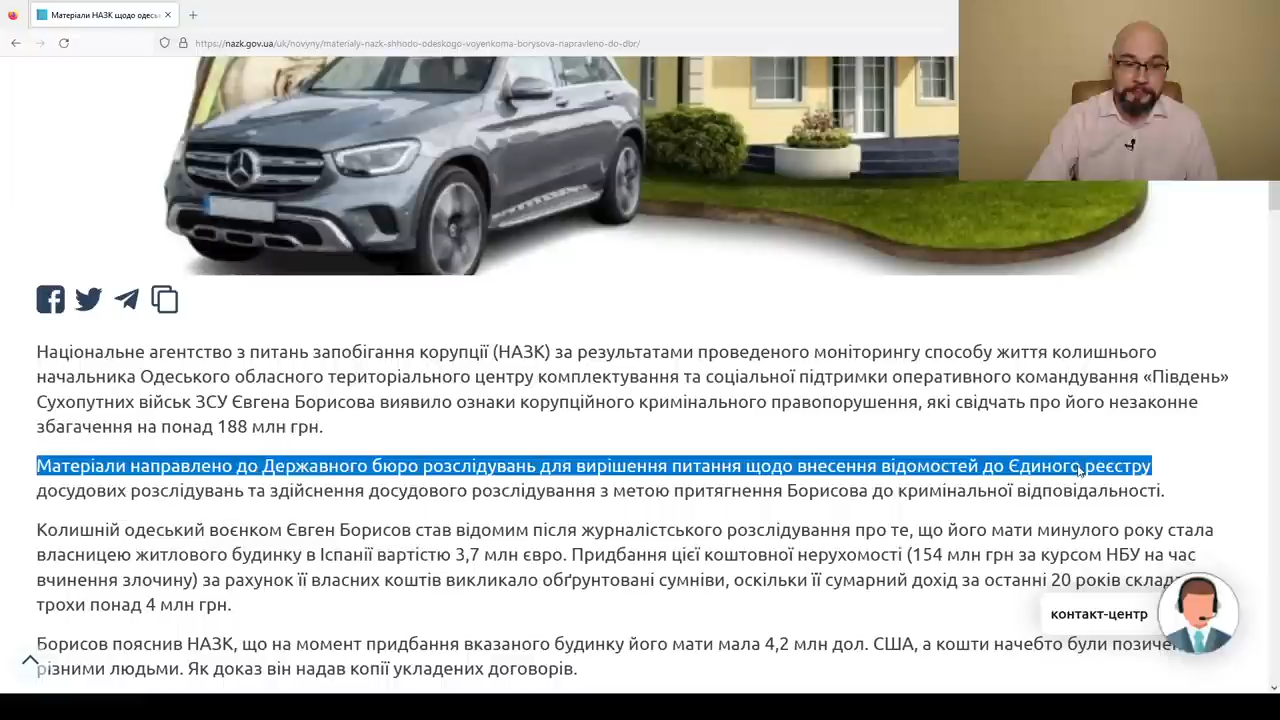 Матеріали НАЗК щодо одесь
https://nazk.gov.ua/uk/novyny/materialy-nazk-shhodo-odeskogo-voyenkoma-borysova-napravleno-do-dbr/
Національне агентство з питань запобігання корупції (НАЗК) за результатами проведеного моніторингу способу життя колишнього
начальника Одеського обласного територіального центру комплектування та соціальної підтримки оперативного командування «Південь»
Сухопутних військ ЗСУ Євгена Борисова виявило ознаки корупційного кримінального правопорушення, які свідчать про його незаконне
збагачення на понад 188 млн грн.
Матеріали направлено до Державного бюро розслідувань для вирішення питання щодо внесення відомостей до Єдиного реєстру
досудових розслідувань та здійснення досудового розслідування з метою притягнення Борисова до кримінальної відповідальності.
Колишній одеський воєнком Євген Борисов став відомим після журналістського розслідування про те, що його мати минулого року стала
власницею житлового будинку в Іспанії вартістю 3,7 млн євро. Придбання цієї коштовної нерухомості (154 млн грн за курсом НБУ на час
вчинення злочину) за рахунок її власних коштів викликало обґрунтовані сумніви, оскільки її сумарний дохід за останні 20 років склад
трохи понад 4 млн грн.
контакт-центр
Борисов пояснив НАЗК, що на момент придбання вказаного будинку його мати мала 4,2 млн дол. США, а кошти начебто були позиче
різними людьми. Як доказ він надав копії укладених договорів.